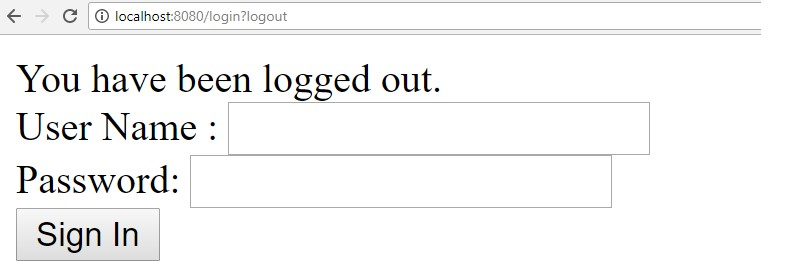 localhost:8080/login?logout
You have been logged out.
User Name :
Password:
Sign In